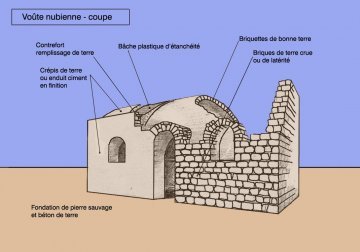 Voûte nubienne - coupe
Contrefort
remplissage de terre
Bâche plastique d'étanchéité
Briquettes de bonne terre
Briques de terre crue
ou de latérité
Crépis de terre
ou enduit ciment
en finition
Fondation de pierre sauvage
et béton de terre